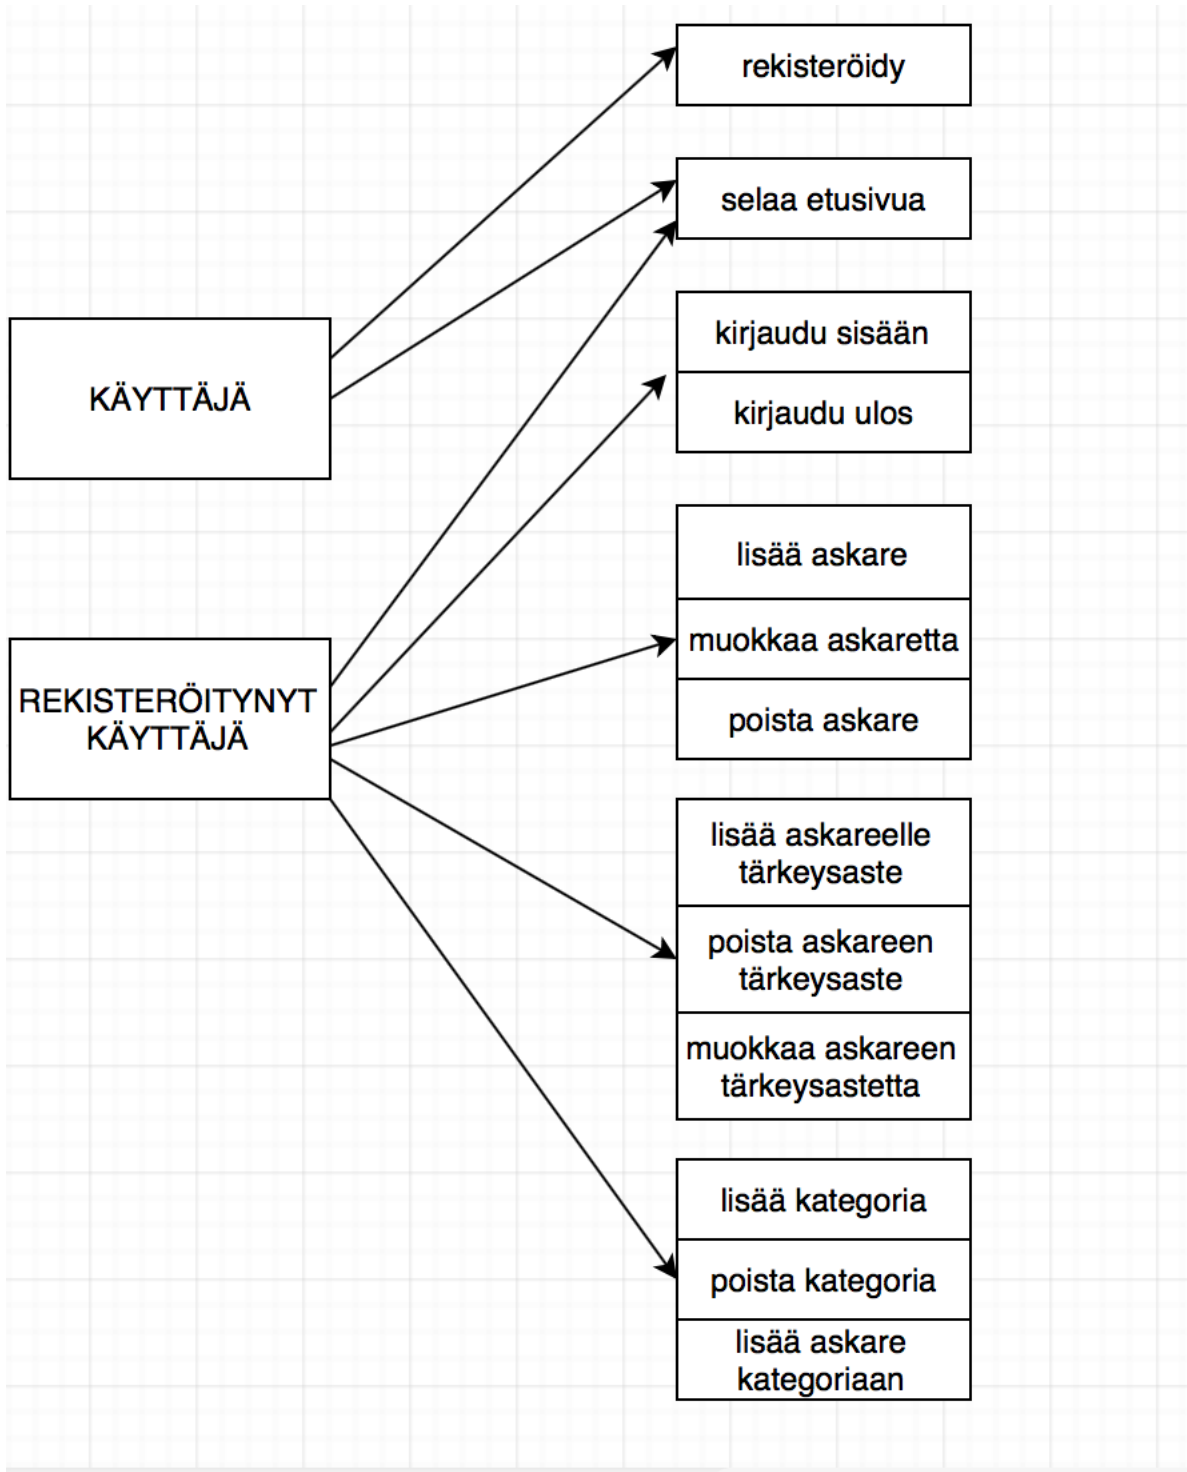 rekisteröidy
selaa etusivua
kirjaudu sisään
KÄYTTÄJÄ
kirjaudu ulos
lisää askare
muokkaa askaretta
REKISTERÖITYNYT
KÄYTTÄJÄ
poista askare
lisää askareelle
tärkeysaste
poista askareen
tärkeysaste
muokkaa askareen
tärkeysastetta
lisää kategoria
poista kategoria
lisää askare
kategoriaan